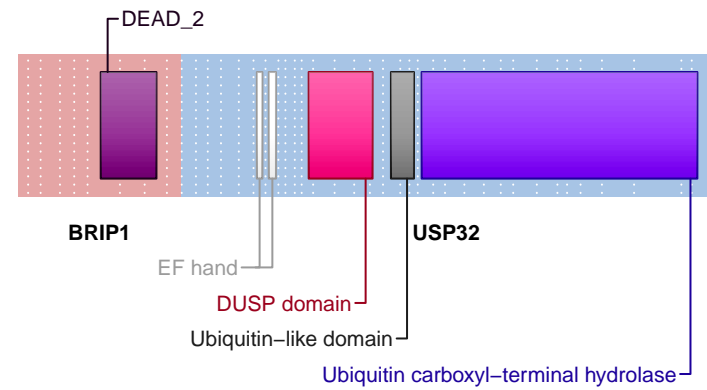 DEAD_2
BRIP1
USP32
EF hand
DUSP domain
Ubiquitin−like domain
Ubiquitin carboxyl−terminal hydrolase